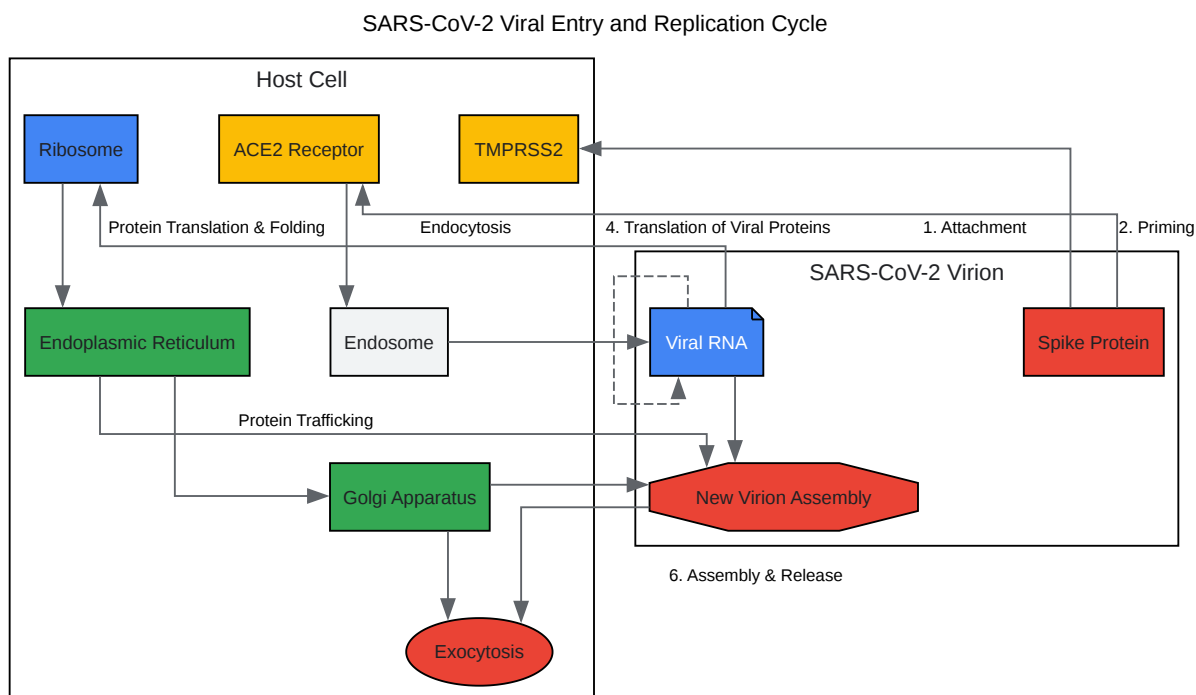 SARS-CoV-2 Viral Entry and Replication Cycle
Host Cell
Ribosome
ACE2 Receptor
TMPRSS2
Protein Translation & Folding
Endocytosis
4. Translation of Viral Proteins
1. Attachment
2. Priming
SARS-CoV-2 Virion
Endoplasmic Reticulum
Endosome
Viral RNA
Spike Protein
Protein Trafficking
Golgi Apparatus
New Virion Assembly
6. Assembly & Release
Exocytosis